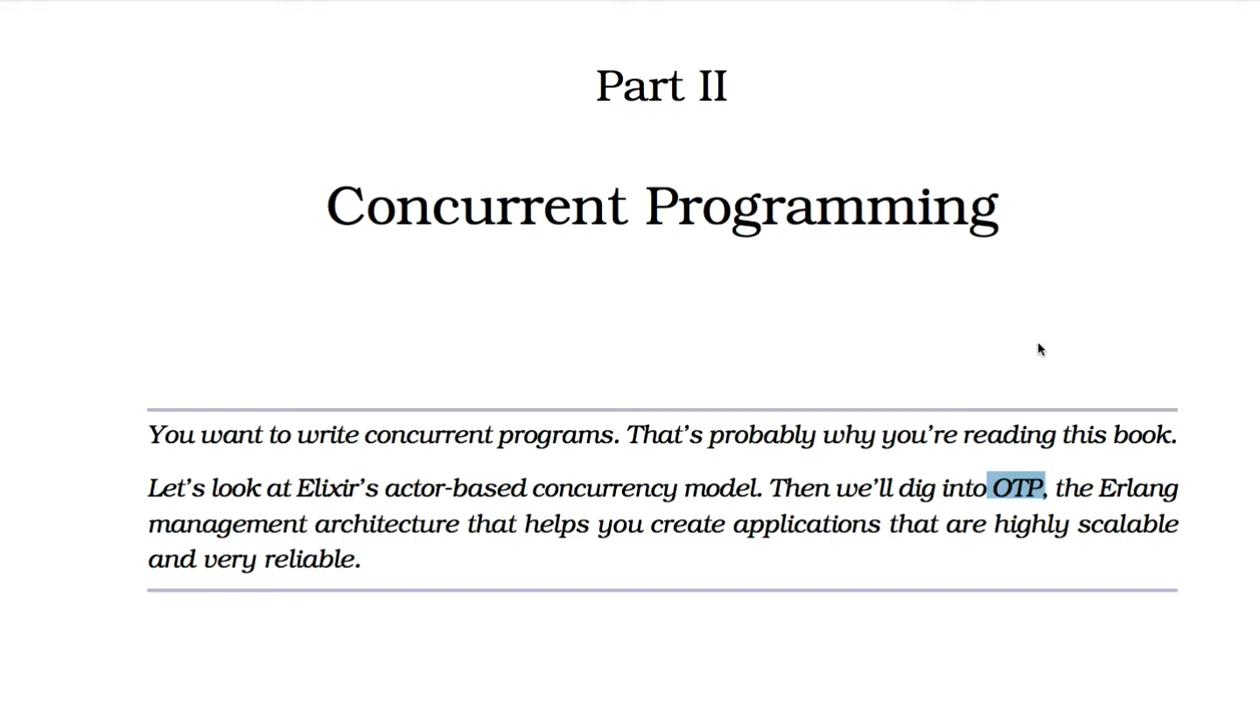 Part II
Concurrent Programming
You want to write concurrent programs. That’s probably why you’re reading this book.
Let’s look at Elixir’s actor-based concurrency model. Then we’ll dig into OTP, the Erlang
management architecture that helps you create applications that are highly scalable
and very reliable.